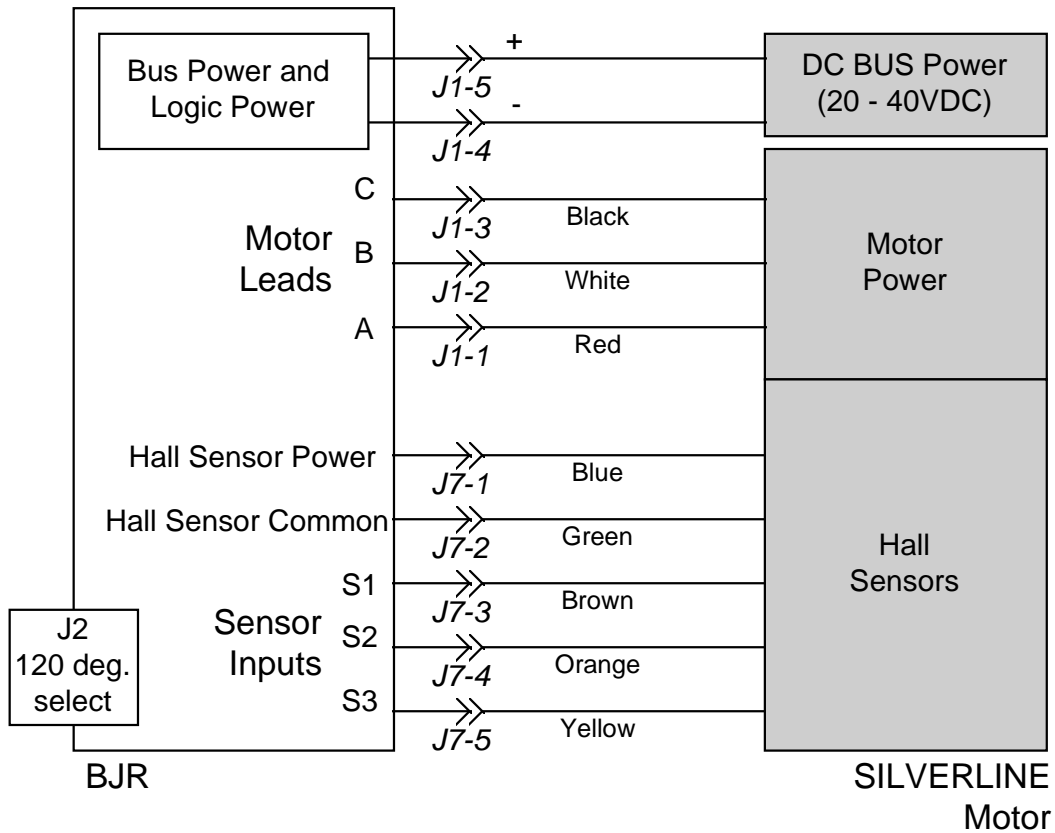 Bus Power and
Logic Power
+
J1-5
-
J1-4
DC BUS Power
(20 - 40VDC)
Motor
Leads
C
J1-3
Black
B
J1-2
White
A
J1-1
Red
Motor
Power
Hall Sensor Power
J7-1
Blue
Hall Sensor Common
J7-2
Green
Sensor
Inputs
S1
J7-3
Brown
S2
J7-4
Orange
S3
J7-5
Yellow
Hall
Sensors
J2
120 deg.
select
BJR
SILVERLINE
Motor